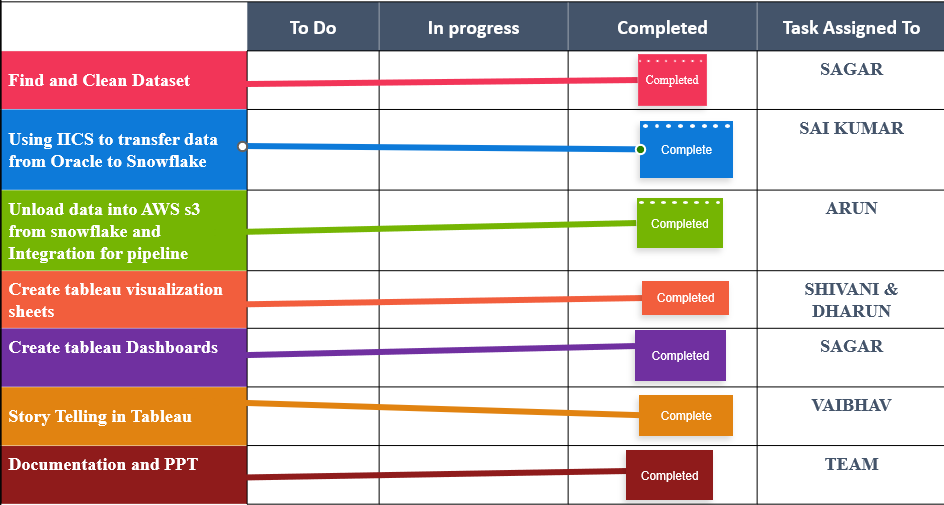 To Do In progress Completed Task Assigned To
Find and Clean Dataset Completed SAGAR
Using IICS to transfer data
from Oracle to Snowflake Complete SAI KUMAR
Unload data into AWS s3
from snowflake and
Integration for pipeline Completed ARUN
Create tableau visualization
sheets Completed SHIVANI &
DHARUN
Create tableau Dashboards Completed SAGAR
Story Telling in Tableau Complete VAIBHAV
Documentation and PPT Completed TEAM